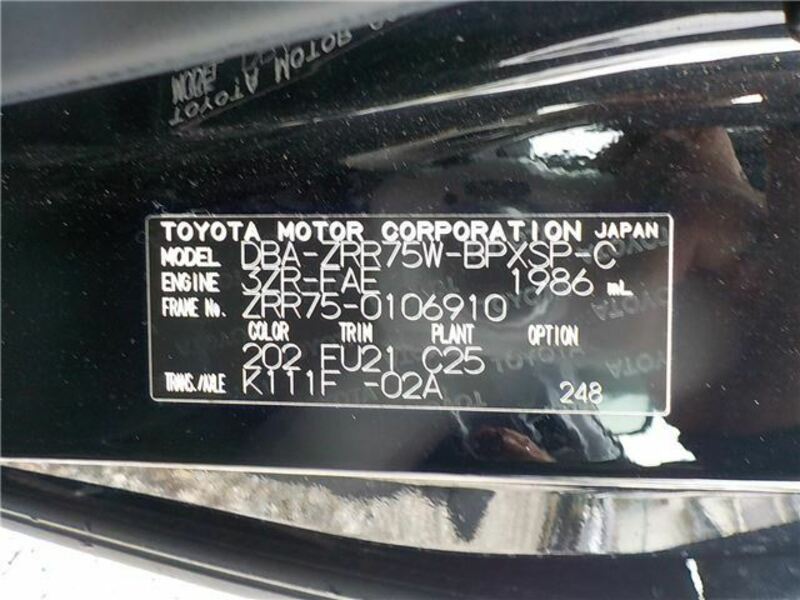 TOYOTA MOTOR CORPORATION JAPAN
MODEL DBA-ZRR75W-BPXSP-C
ENGINE 3ZR-FAE 1986 mL
FRAME No. ZRR75-0106910
COLOR TRIM PLANT OPTION
202 FU21 C25
TRANS./AXLE K111F -02A 248